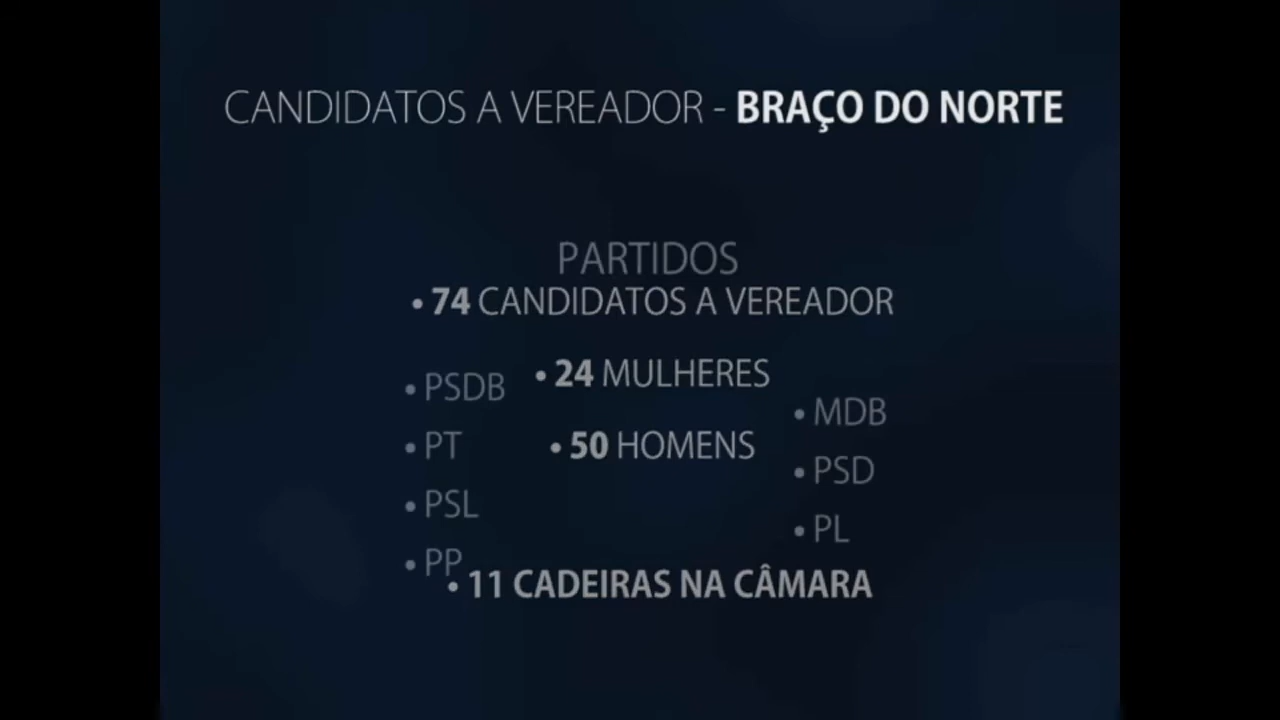 CANDIDATOS A VEREADOR - BRAÇO DO NORTE
PARTIDOS
• 74 CANDIDATOS A VEREADOR
• 24 MULHERES
• PSDB
• MDB
• PT
• 50 HOMENS
• PSD
• PSL
• PL
• PP
• 11 CADEIRAS NA CÂMARA